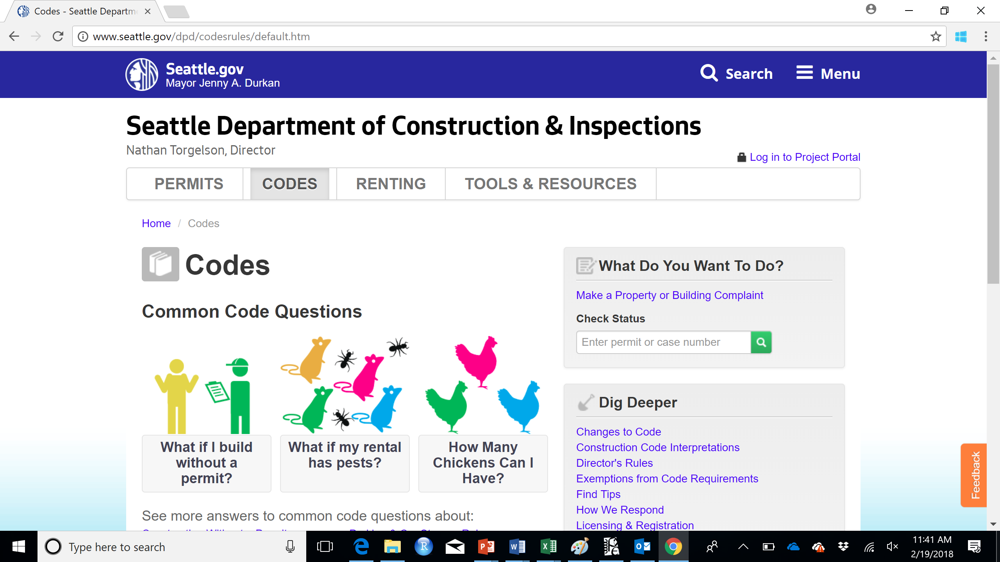 Codes - Seattle Departm
www.seattle.gov/dpd/codesrules/default.htm
Seattle.gov
Mayor Jenny A. Durkan
Search
Menu
Seattle Department of Construction & Inspections
Nathan Torgelson, Director
Log in to Project Portal
PERMITS
CODES
RENTING
TOOLS & RESOURCES
Home / Codes
Codes
Common Code Questions
What if I build
without a
permit?
What if my rental
has pests?
How Many
Chickens Can I
Have?
See more answers to common code questions about:
What Do You Want To Do?
Make a Property or Building Complaint
Check Status
Enter permit or case number
Dig Deeper
Changes to Code
Construction Code Interpretations
Director's Rules
Exemptions from Code Requirements
Find Tips
How We Respond
Licensing & Registration
Feedback
Type here to search
11:41 AM
2/19/2018